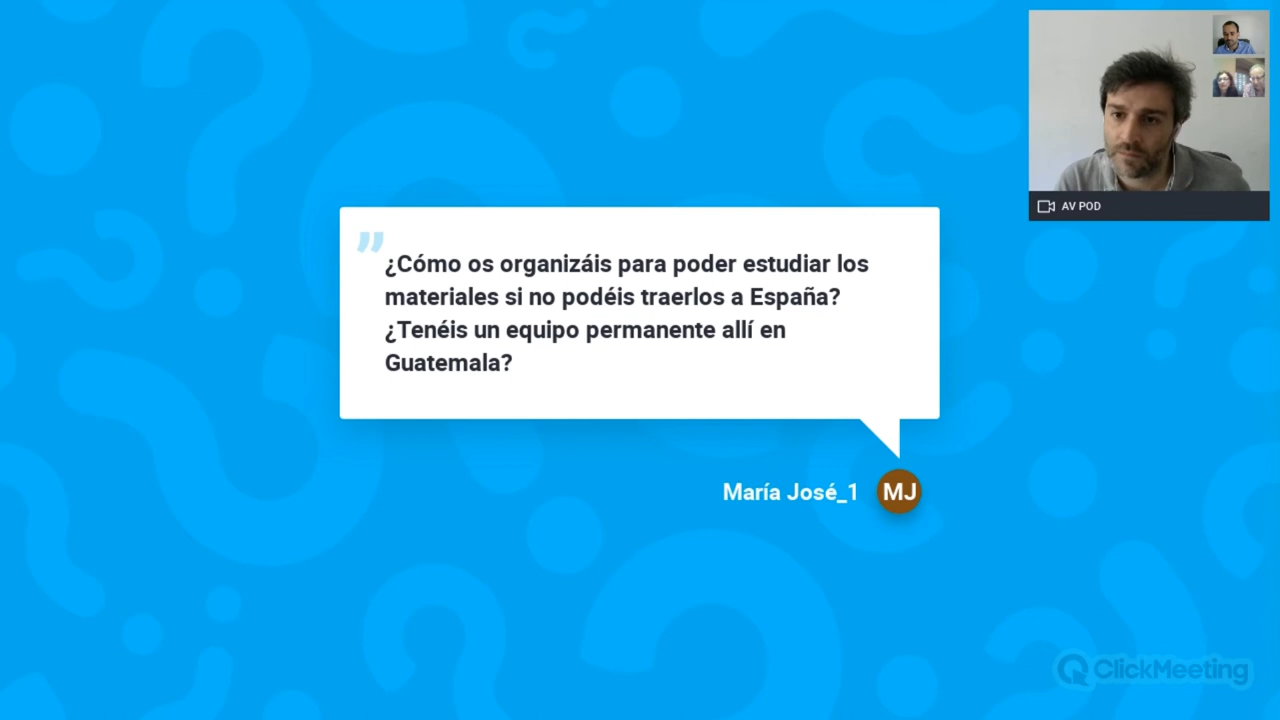 AV POD
¿Cómo os organizáis para poder estudiar los
materiales si no podéis traerlos a España?
¿Tenéis un equipo permanente allí en
Guatemala?
María José_1
MJ
ClickMeeting